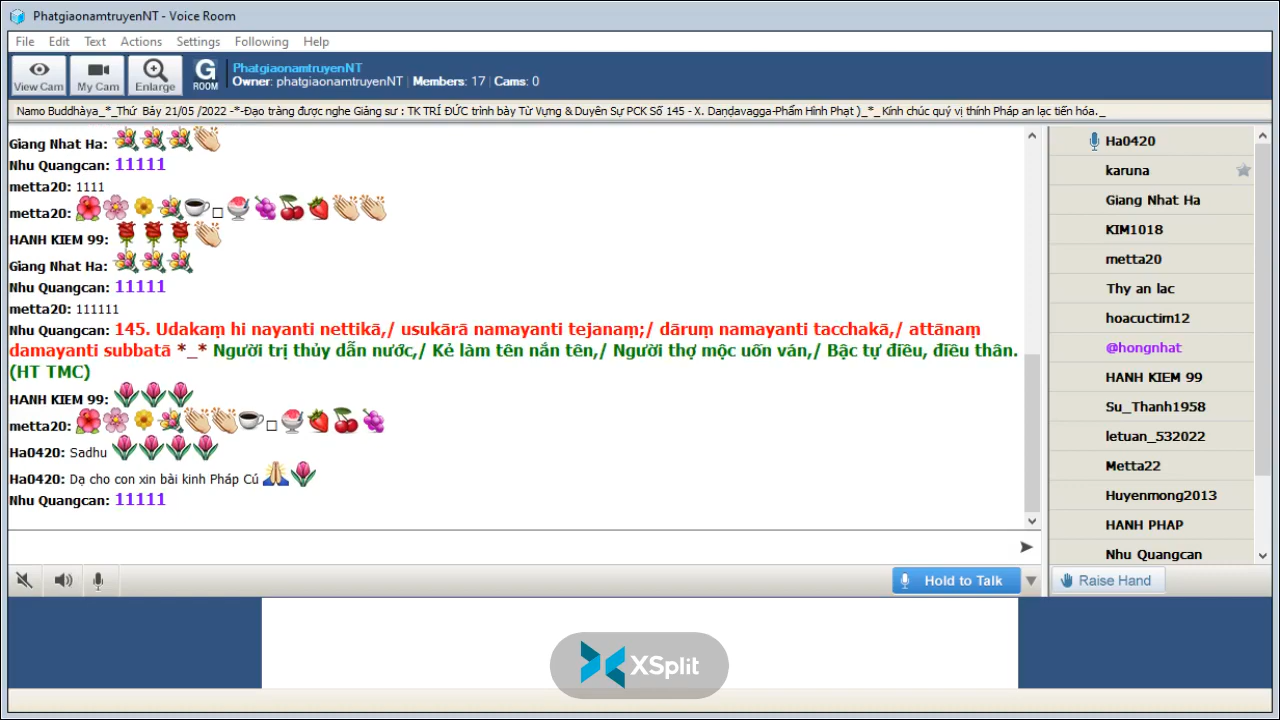 PhatgiaonamtruyenNT - Voice Room
File Edit Text Actions Settings Following Help
View Cam My Cam Enlarge G ROOM
PhatgiaonamtruyenNT
Owner: phatgiaonamtruyenNT | Members: 17 | Cams: 0
Namo Buddhàya_*_Thứ Bảy 21/05 /2022 -*-Đạo tràng được nghe Giảng sư : TK TRÍ ĐỨC trình bày Từ Vựng & Duyên Sự PCK Số 145 - X. Daṇḍavagga-Phẩm Hình Phạt )_*_ Kính chúc quý vị thính Pháp an lạc tiến hóa._
Giang Nhat Ha:
Nhu Quangcan: 11111
metta20: 1111
metta20:
HANH KIEM 99:
Giang Nhat Ha:
Nhu Quangcan: 11111
metta20: 111111
Nhu Quangcan: 145. Udakaṃ hi nayanti nettikā,/ usukārā namayanti tejanaṃ;/ dāruṃ namayanti tacchakā,/ attānaṃ
damayanti subbatā *_* Người trị thủy dẫn nước,/ Kẻ làm tên nắn tên,/ Người thợ mộc uốn ván,/ Bậc tự điều, điều thân.
(HT TMC)
HANH KIEM 99:
metta20:
Ha0420: Sadhu
Ha0420: Dạ cho con xin bài kinh Pháp Cú
Nhu Quangcan: 11111
Ha0420
karuna
Giang Nhat Ha
KIM1018
metta20
Thy an lac
hoacuctim12
@hongnhat
HANH KIEM 99
Su_Thanh1958
letuan_532022
Metta22
Huyenmong2013
HANH PHAP
Nhu Quangcan
Hold to Talk
Raise Hand
XSplit